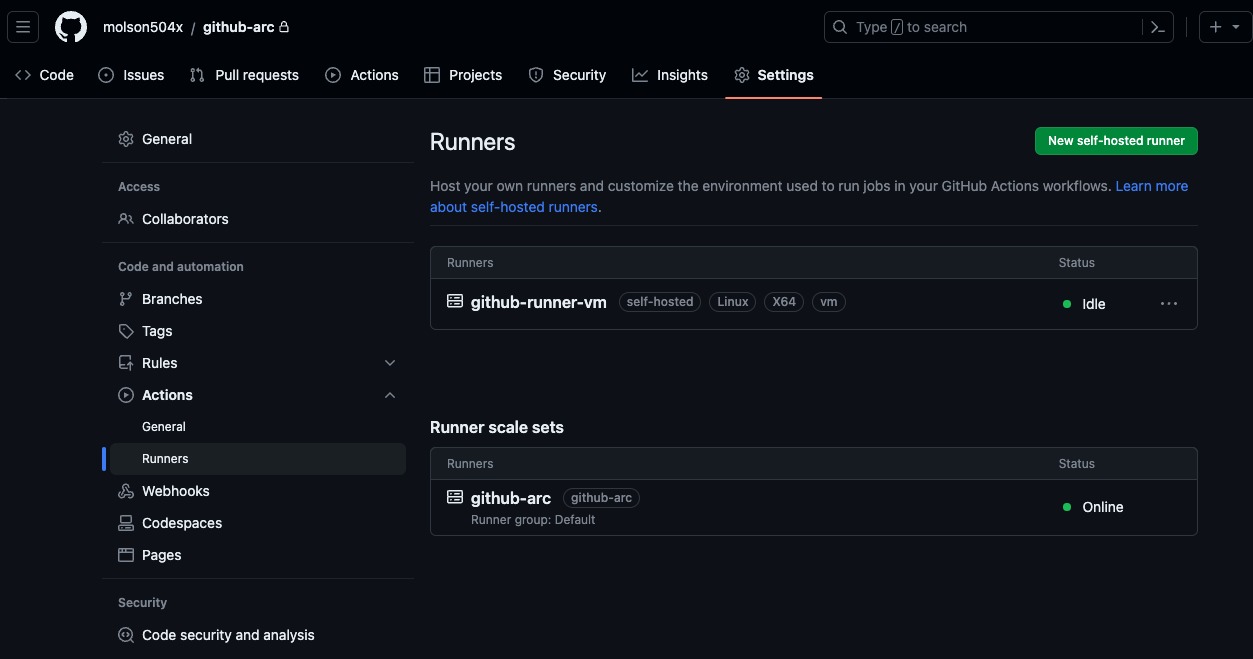 molson504x / github-arc
Type / to search
Code Issues Pull requests Actions Projects Security Insights Settings
General
Access
Collaborators
Code and automation
Branches
Tags
Rules
Actions
General
Runners
Webhooks
Codespaces
Pages
Security
Code security and analysis
Runners
New self-hosted runner
Host your own runners and customize the environment used to run jobs in your GitHub Actions workflows. Learn more
about self-hosted runners.
Runners Status
github-runner-vm self-hosted Linux X64 vm Idle
Runner scale sets
Runners Status
github-arc github-arc Online
Runner group: Default